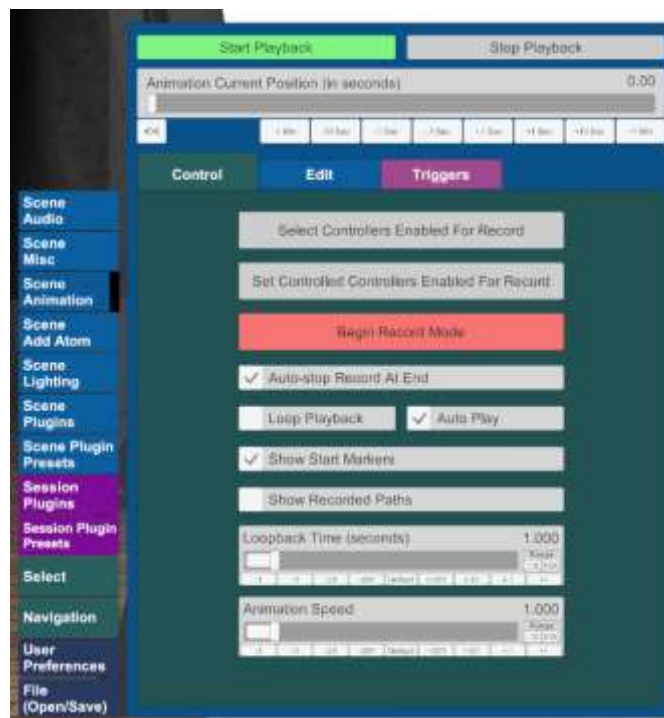 Start Playback
Stop Playback
Animation Current Position (in seconds)
0.00
Control
Edit
Triggers
Scene
Audio
Scene
Misc
Scene
Animation
Scene
Add Atom
Scene
Lighting
Scene
Plugins
Scene Plugin
Presets
Session
Plugins
Session Plugin
Presets
Select
Navigation
User
Preferences
File
(Open/Save)
Select Controllers Enabled For Record
Set Controlled Controllers Enabled For Record
Begin Record Mode
Auto-stop Record At End
Loop Playback
Auto Play
Show Start Markers
Show Recorded Paths
Loopback Time (seconds)
1.000
Animation Speed
1.000